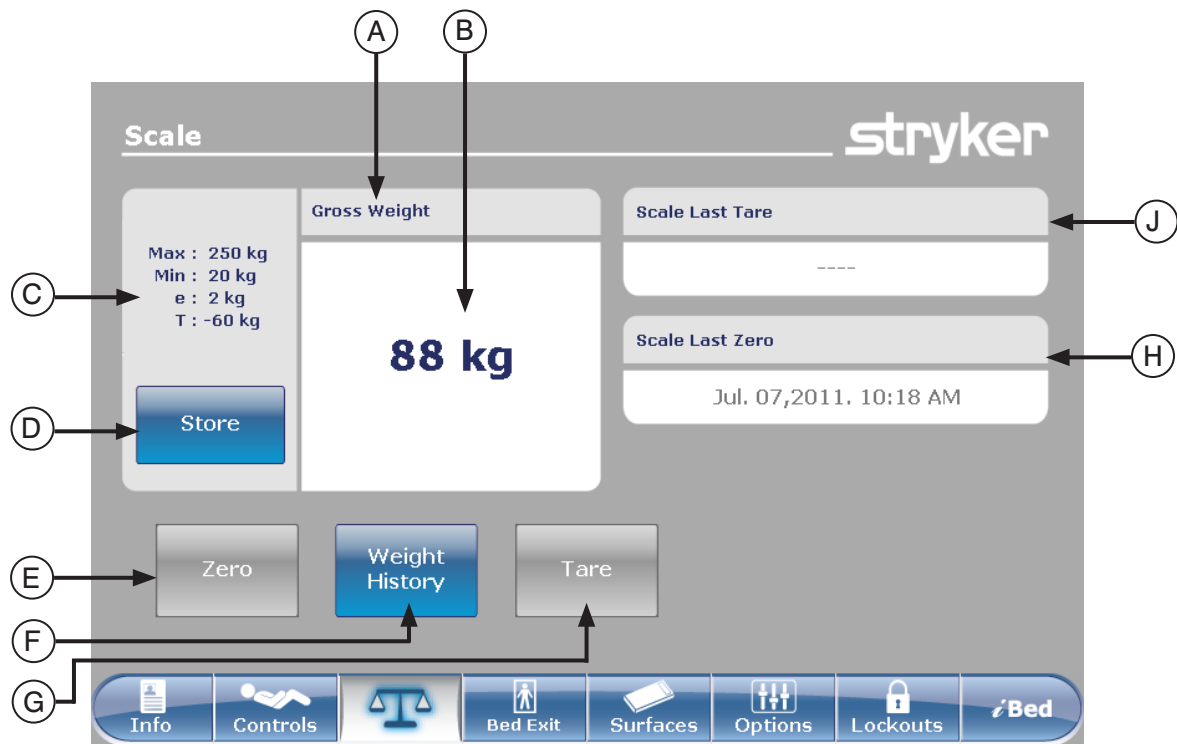 A
B
Scale
stryker
Gross Weight
Scale Last Tare
J
Max : 250 kg
Min : 20 kg
e : 2 kg
T : -60 kg
C
----
88 kg
Scale Last Zero
H
Jul. 07,2011. 10:18 AM
D
Store
E
Zero
Weight
History
Tare
F
G
Info
Controls
Bed Exit
Surfaces
Options
Lockouts
iBed